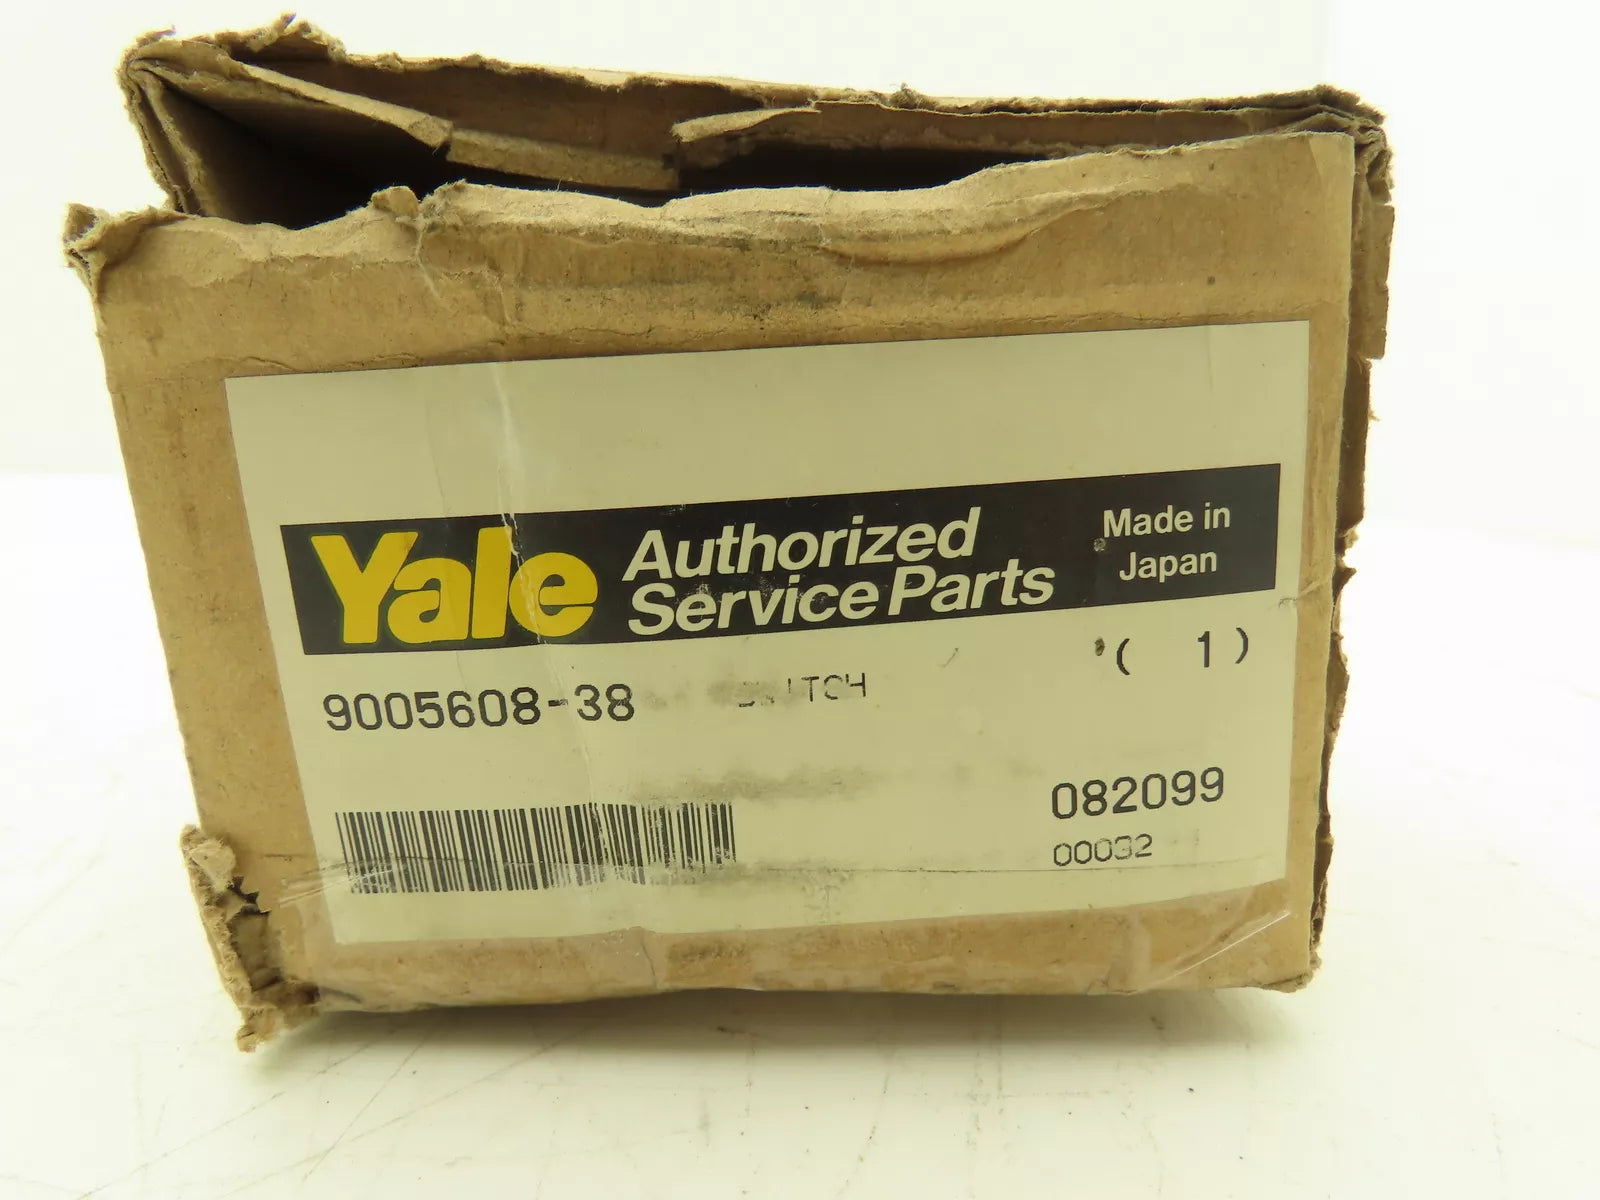 Yale Authorized Service Parts
Made in
Japan
9005608-38
( 1 )
082099
00032